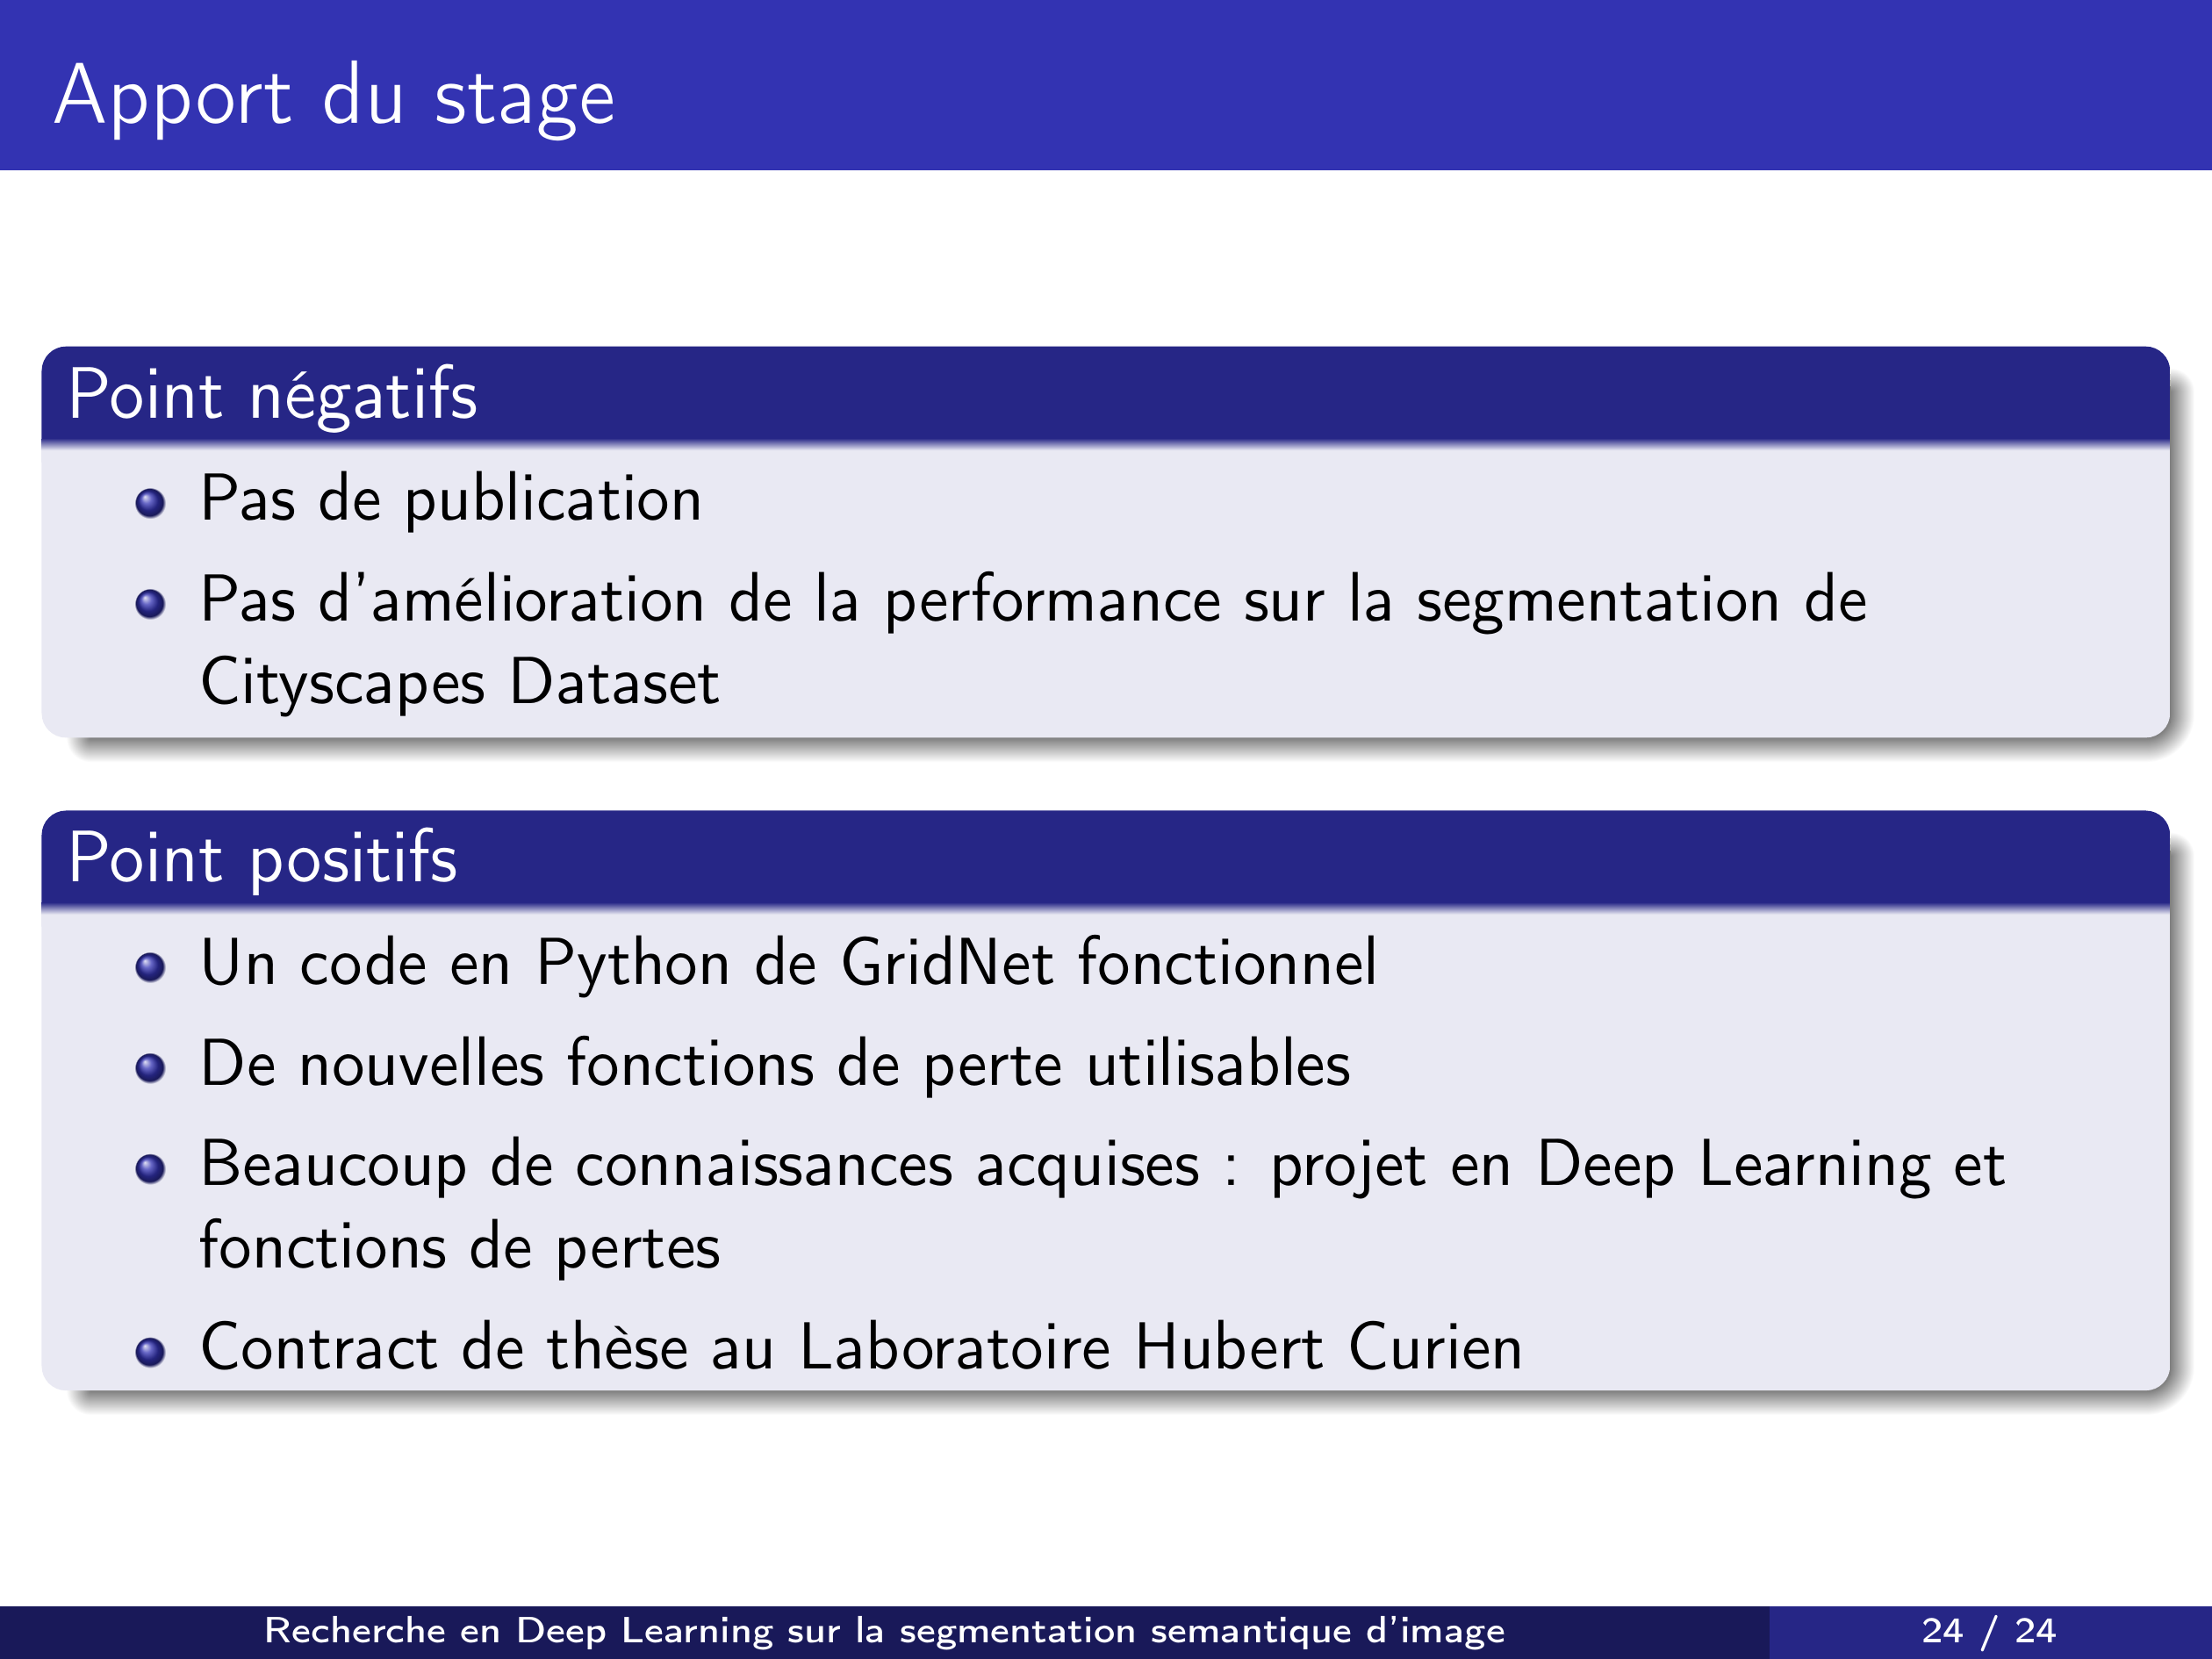 Apport du stage
Point négatifs
Pas de publication
Pas d'amélioration de la performance sur la segmentation de
Cityscapes Dataset
Point positifs
Un code en Python de GridNet fonctionnel
De nouvelles fonctions de perte utilisables
Beaucoup de connaissances acquises : projet en Deep Learning et
fonctions de pertes
Contract de thèse au Laboratoire Hubert Curien
Recherche en Deep Learning sur la segmentation semantique d'image
24 / 24